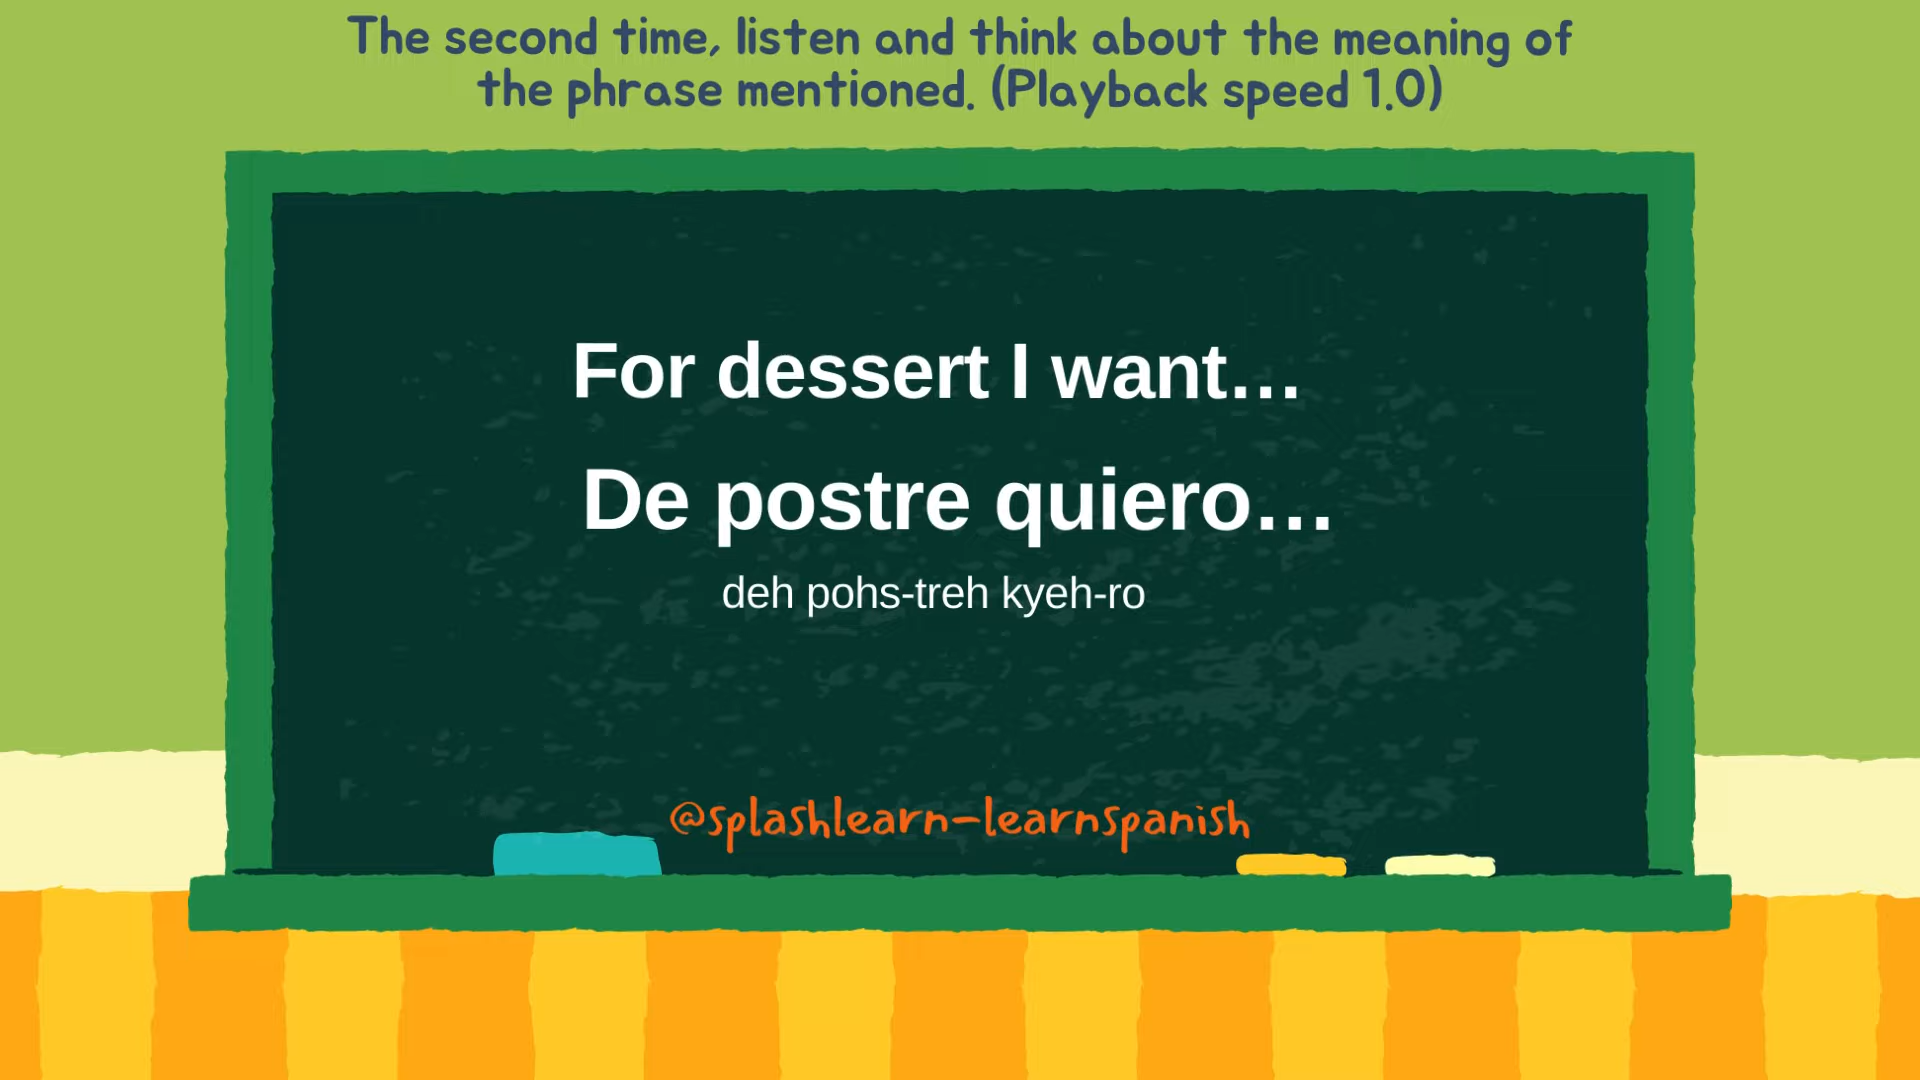 The second time, listen and think about the meaning of
the phrase mentioned. (Playback speed 1.0)
For dessert I want…
De postre quiero…
deh pohs-treh kyeh-ro
@splashlearn-learnspanish